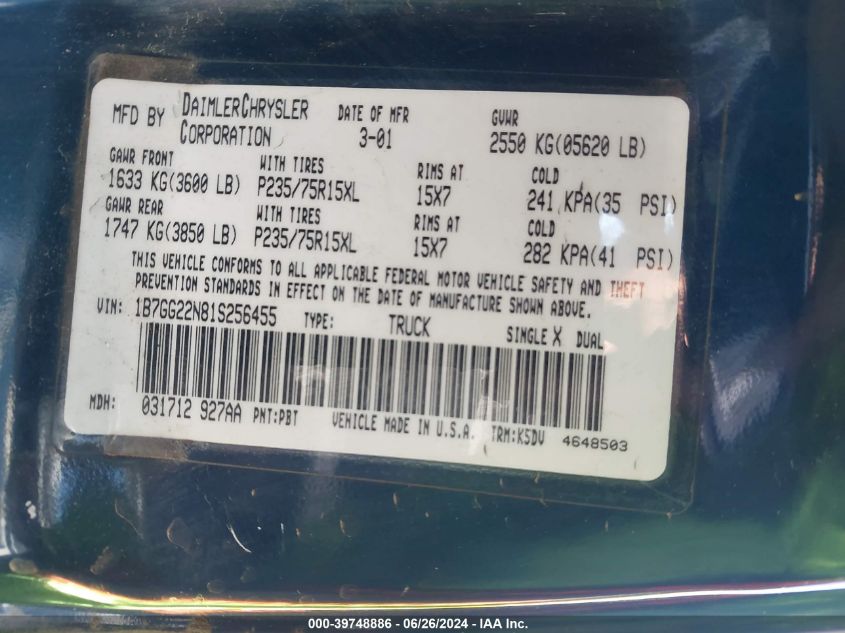 MFD BY DAIMLERCHRYSLER CORPORATION DATE OF MFR 3-01 GVWR 2550 KG(05620 LB)
GAWR FRONT WITH TIRES RIMS AT COLD
1633 KG(3600 LB) P235/75R15XL 15X7 241 KPA(35 PSI)
GAWR REAR WITH TIRES RIMS AT COLD
1747 KG(3850 LB) P235/75R15XL 15X7 282 KPA(41 PSI)
THIS VEHICLE CONFORMS TO ALL APPLICABLE FEDERAL MOTOR VEHICLE SAFETY AND THEFT
PREVENTION STANDARDS IN EFFECT ON THE DATE OF MANUFACTURE SHOWN ABOVE.
VIN: 1B7GG22N81S256455 TYPE: TRUCK SINGLE X DUAL
MDH: 031712 927AA PNT:PBT VEHICLE MADE IN U.S.A. TRM:K5DV 4648503
000-39748886 - 06/26/2024 - IAA Inc.